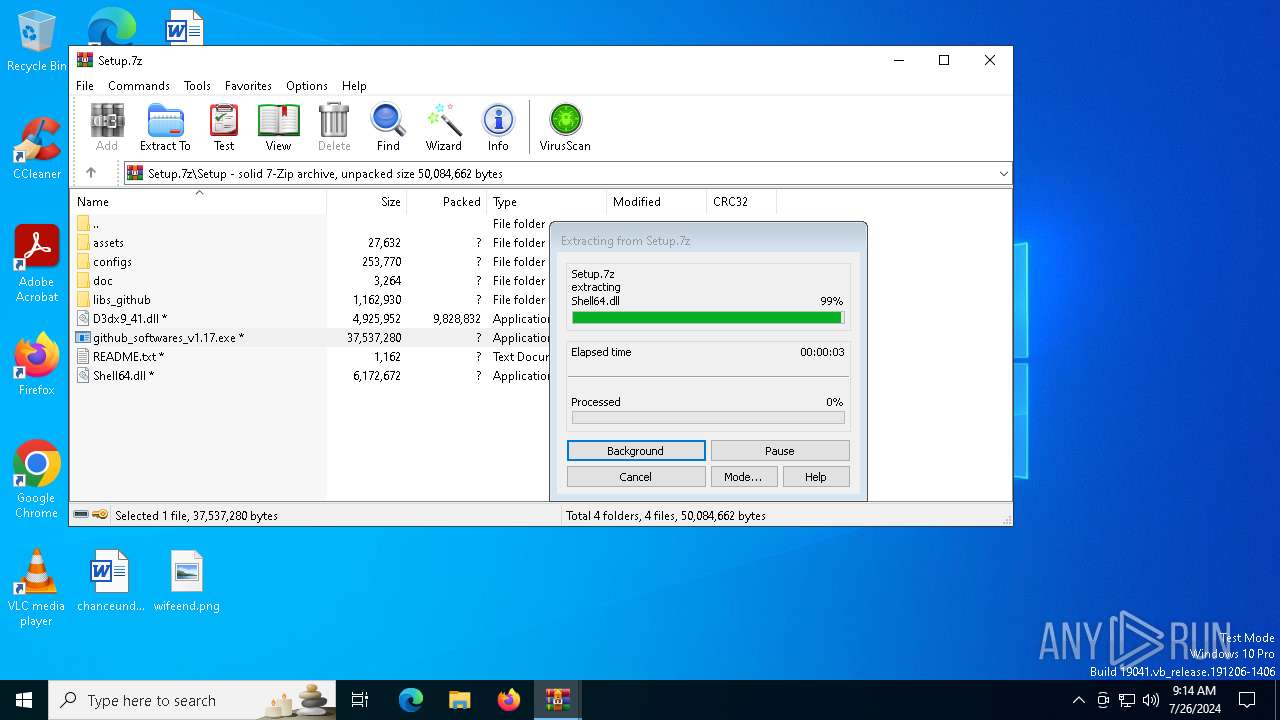 Recycle Bin
CCleaner
Adobe
Acrobat
Firefox
Google
Chrome
VLC media
player
chanceund...
wifeend.png
Setup.7z
File Commands Tools Favorites Options Help
Add Extract To Test View Delete Find Wizard Info VirusScan
Setup.7z\Setup - solid 7-Zip archive, unpacked size 50,084,662 bytes
Name Size Packed Type Modified CRC32
.. File folder
assets 27,632 ? File folder
configs 253,770 ? File folder
doc 3,264 ? File folder
libs_github 1,162,930 ? File folder
D3dx9_41.dll * 4,925,952 9,828,832 Application
github_softwares_v1.17.exe * 37,537,280 ? Application
README.txt * 1,162 ? Text Docu
Shell64.dll * 6,172,672 ? Application
Selected 1 file, 37,537,280 bytes
Total 4 folders, 4 files, 50,084,662 bytes
Extracting from Setup.7z
Setup.7z
extracting
Shell64.dll 99%
Elapsed time 00:00:03
Processed 0%
Background Pause
Cancel Mode... Help
ANY RUN
Test Mode
Windows 10 Pro
Build 19041.vb_release.191206-1406
Type here to search
9:14 AM
7/26/2024